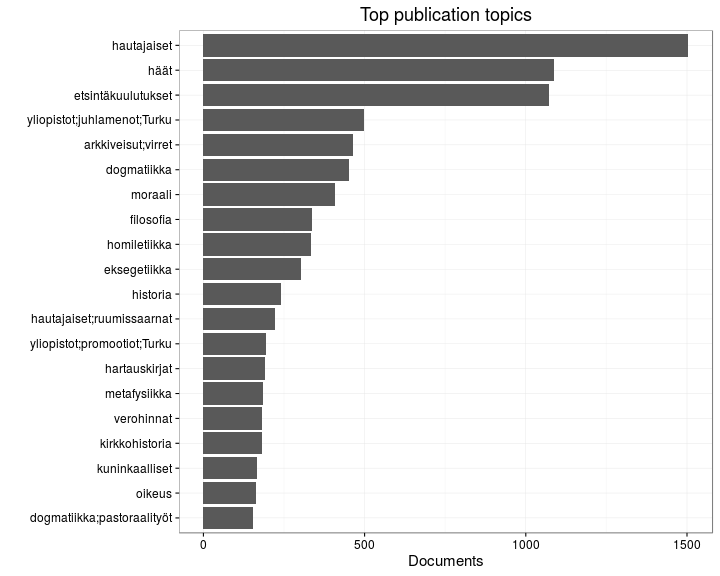 Top publication topics
hautajaiset
häät
etsintäkuulutukset
yliopistot;juhlamenot;Turku
arkkiveisut;virret
dogmatiikka
moraali
filosofia
homiletiikka
eksegetiikka
historia
hautajaiset;ruumissaarnat
yliopistot;promootiot;Turku
hartauskirjat
metafysiikka
verohinnat
kirkkohistoria
kuninkaalliset
oikeus
dogmatiikka;pastoraalityöt
0 500 1000 1500
Documents